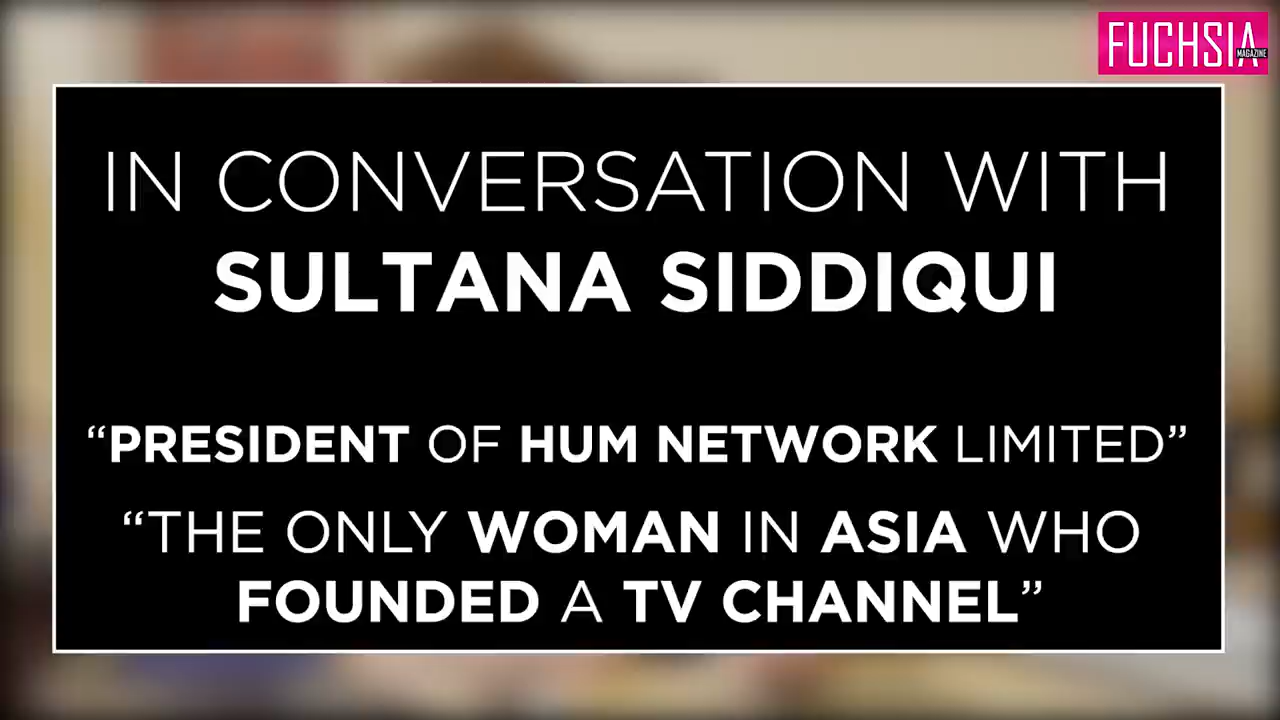 FUCHSIA
MAGAZINE
IN CONVERSATION WITH
SULTANA SIDDIQUI
“PRESIDENT OF HUM NETWORK LIMITED”
“THE ONLY WOMAN IN ASIA WHO
FOUNDED A TV CHANNEL”